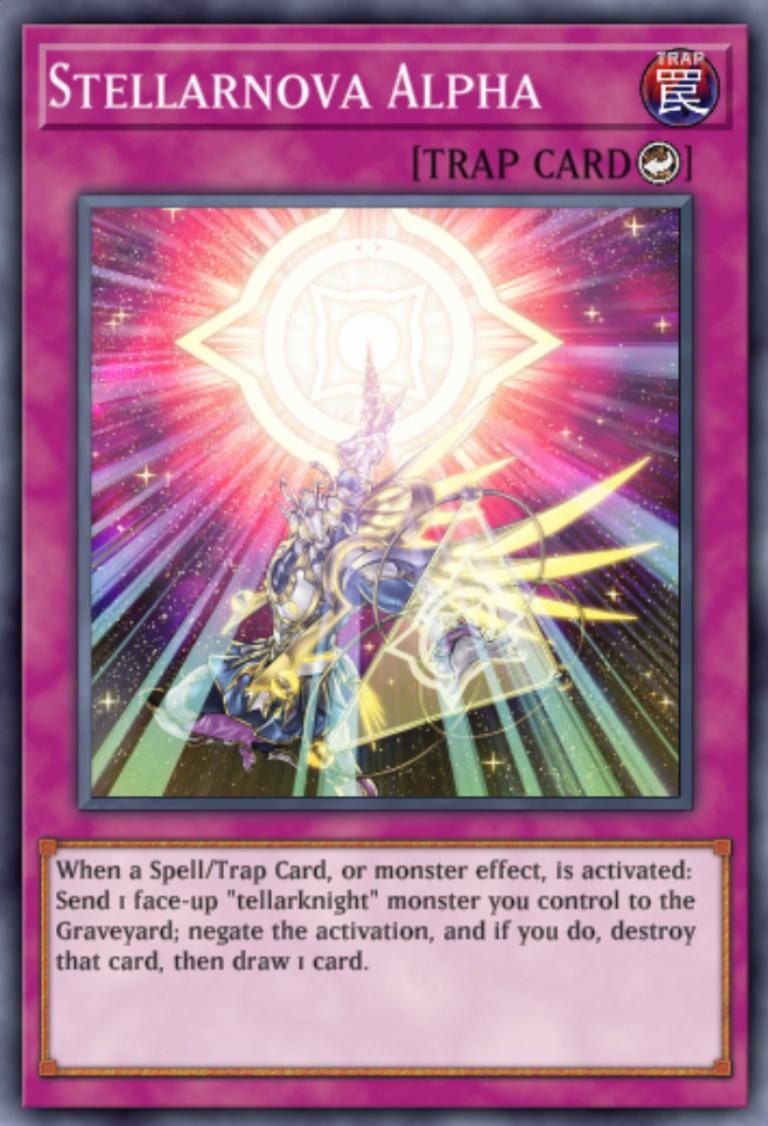 STELLARNOVA ALPHA
TRAP
罠
[TRAP CARD]
When a Spell/Trap Card, or monster effect, is activated:
Send 1 face-up "tellarknight" monster you control to the
Graveyard; negate the activation, and if you do, destroy
that card, then draw 1 card.